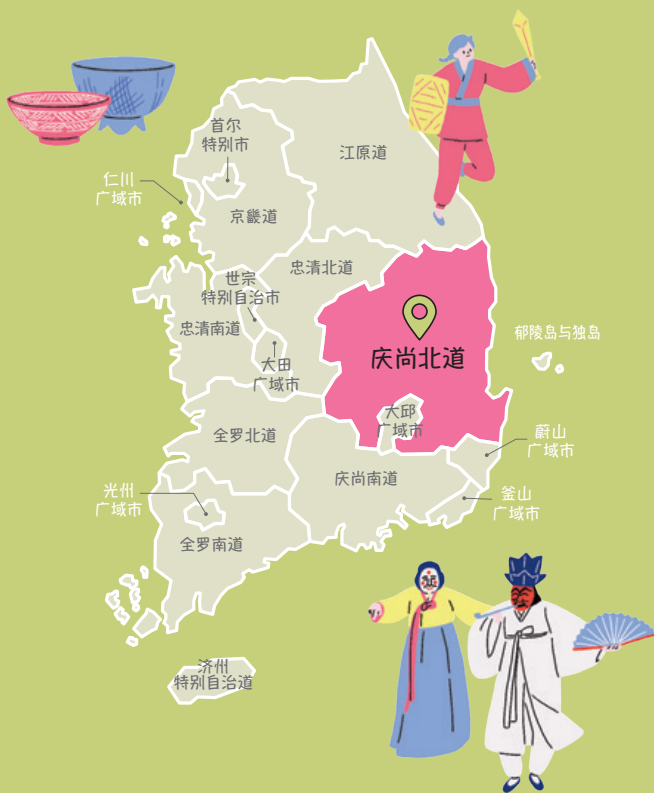 首尔
特别市
江原道
仁川
广域市
京畿道
忠清北道
世宗
特别自治市
忠清南道
大田
广域市
庆尚北道
郁陵岛与独岛
大邱
广域市
全罗北道
蔚山
广域市
庆尚南道
光州
广域市
釜山
广域市
全罗南道
济州
特别自治道